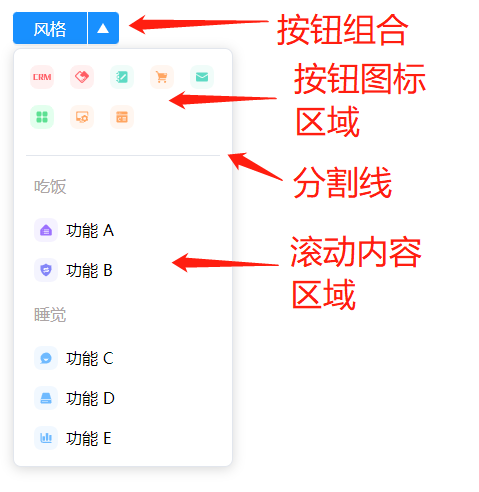 风格
按钮组合
CRM
按钮图标
区域
分割线
吃饭
功能 A
滚动内容
区域
功能 B
睡觉
功能 C
功能 D
功能 E